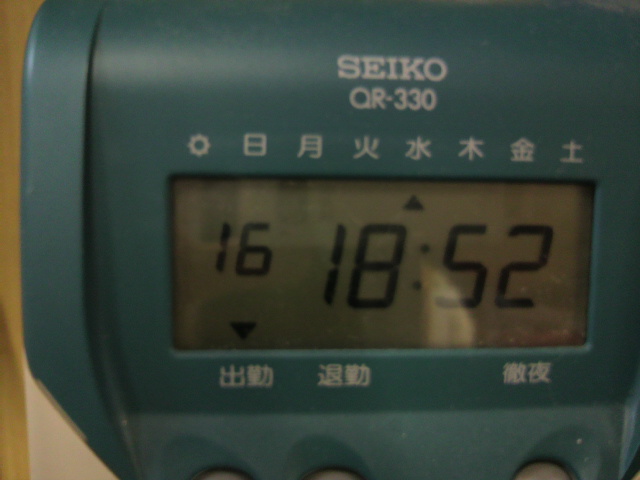 SEIKO
QR-330
日 月 火 水 木 金 土
16 18:52
出勤 退勤 徹夜